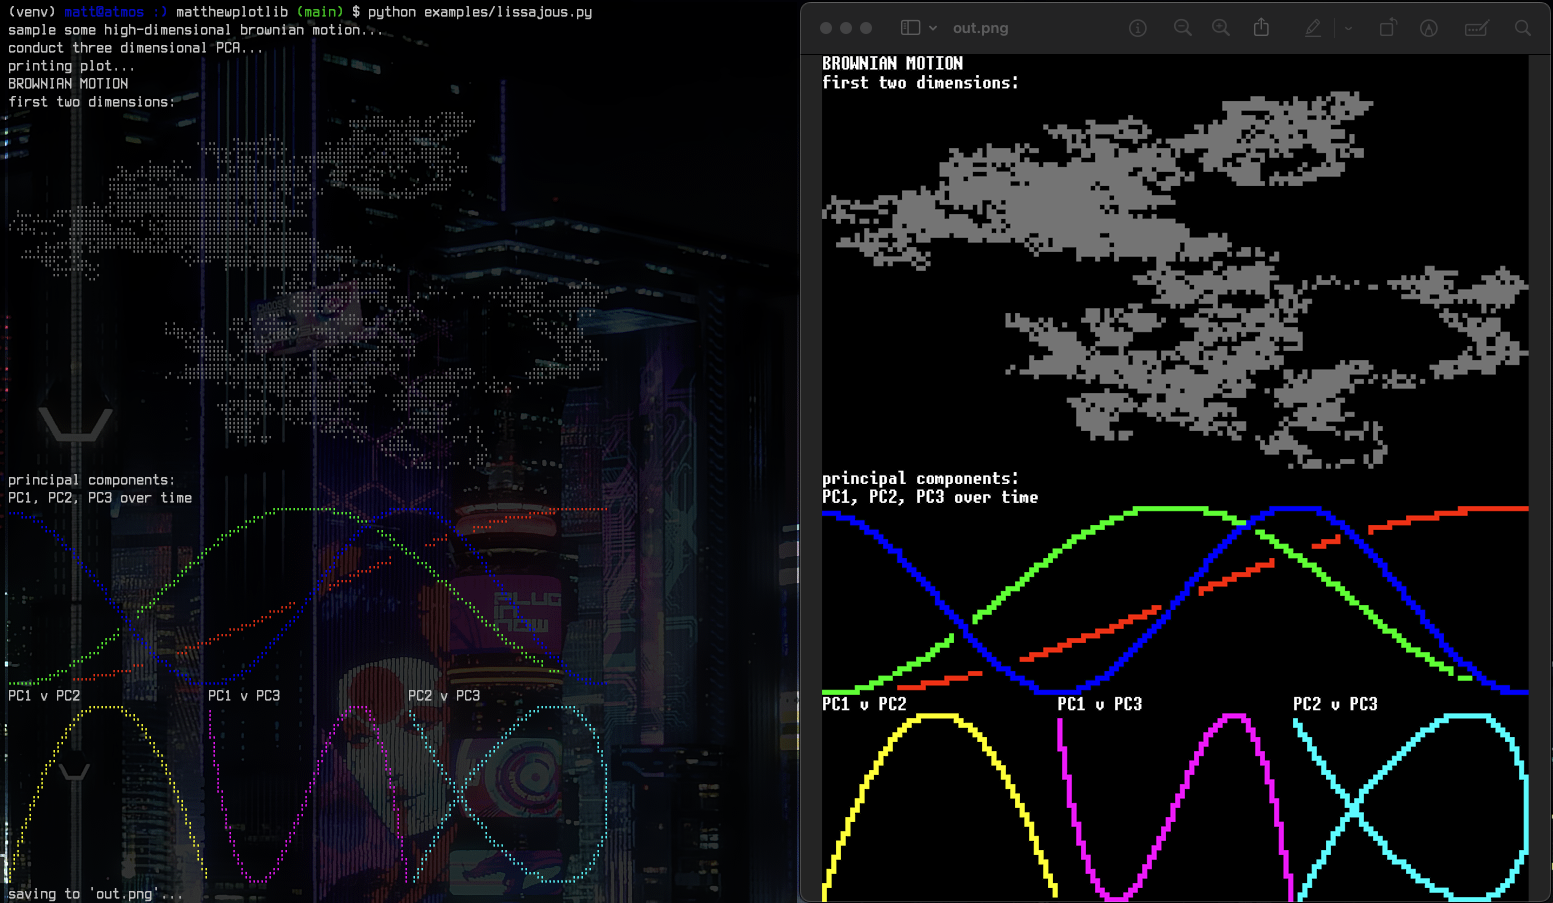 (venv) matt@atmos :) matthewplotlib (main) $ python examples/lissajous.py
sample some high-dimensional brownian motion...
conduct three dimensional PCA...
printing plot...
BROWNIAN MOTION
first two dimensions:
principal components:
PC1, PC2, PC3 over time
PC1 v PC2 PC1 v PC3 PC2 v PC3
saving to 'out.png'...
PLUG
IN
NOW
out.png
BROWNIAN MOTION
first two dimensions:
principal components:
PC1, PC2, PC3 over time
PC1 v PC2 PC1 v PC3 PC2 v PC3